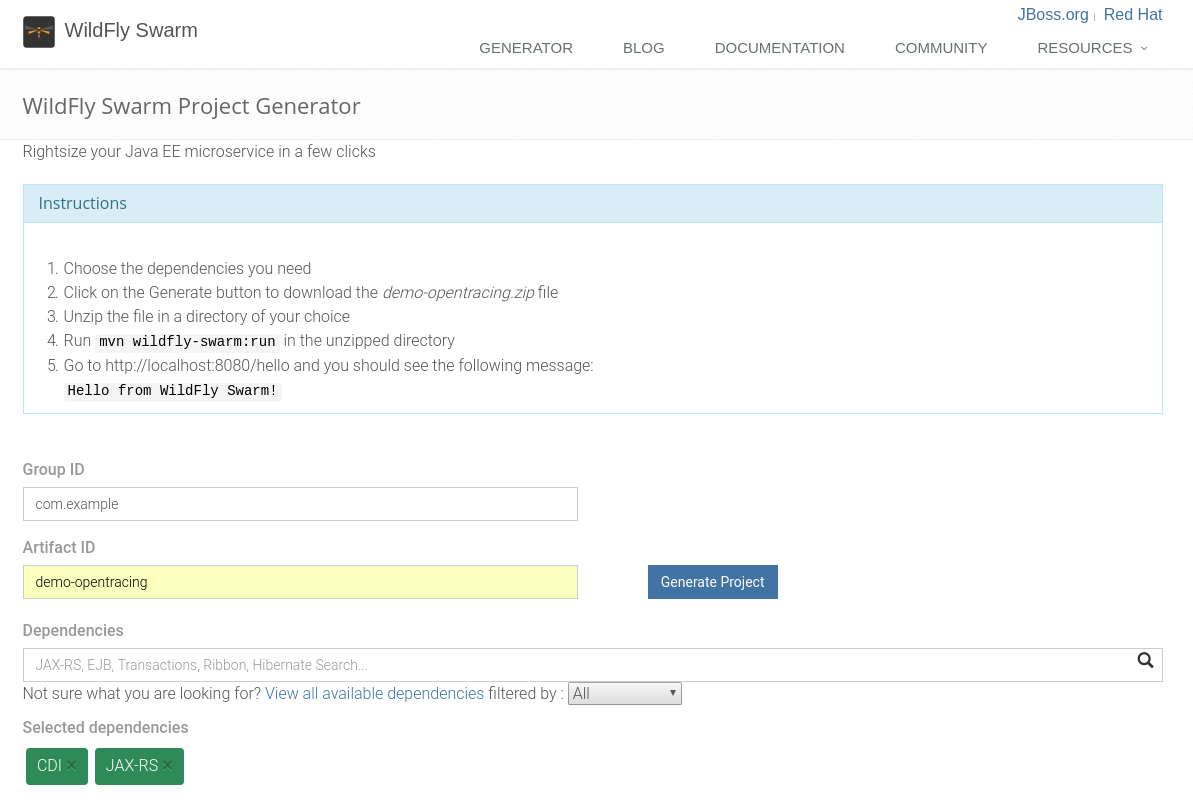 WildFly Swarm
JBoss.org | Red Hat
GENERATOR BLOG DOCUMENTATION COMMUNITY RESOURCES
WildFly Swarm Project Generator
Rightsize your Java EE microservice in a few clicks
Instructions
1. Choose the dependencies you need
2. Click on the Generate button to download the demo-opentracing.zip file
3. Unzip the file in a directory of your choice
4. Run mvn wildfly-swarm:run in the unzipped directory
5. Go to http://localhost:8080/hello and you should see the following message:
Hello from WildFly Swarm!
Group ID
com.example
Artifact ID
demo-opentracing
Generate Project
Dependencies
JAX-RS, EJB, Transactions, Ribbon, Hibernate Search...
Not sure what you are looking for? View all available dependencies filtered by : All
Selected dependencies
CDI × JAX-RS ×